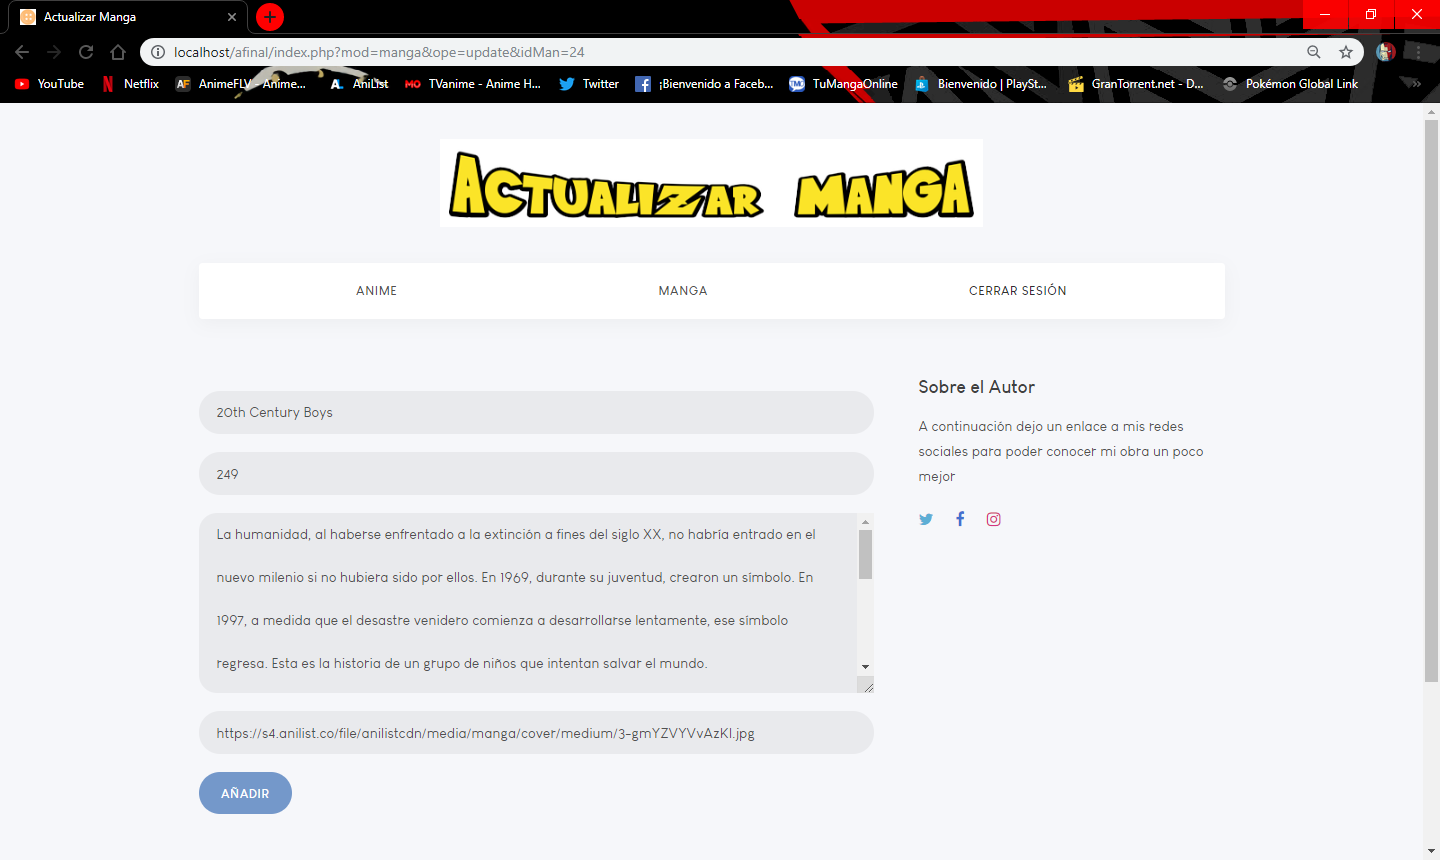 Actualizar Manga
localhost/afinal/index.php?mod=manga&ope=update&idMan=24
YouTube
Netflix
AnimeFLV - Anime...
AniList
TVanime - Anime H...
Twitter
¡Bienvenido a Faceb...
TuMangaOnline
Bienvenido | PlaySt...
GranTorrent.net - D...
Pokémon Global Link
ACTUALIZAR MANGA
ANIME
MANGA
CERRAR SESIÓN
20th Century Boys
249
La humanidad, al haberse enfrentado a la extinción a fines del siglo XX, no habría entrado en el
nuevo milenio si no hubiera sido por ellos. En 1969, durante su juventud, crearon un símbolo. En
1997, a medida que el desastre venidero comienza a desarrollarse lentamente, ese símbolo
regresa. Esta es la historia de un grupo de niños que intentan salvar el mundo.
https://s4.anilist.co/file/anilistcdn/media/manga/cover/medium/3-gmYZVYVvAzKl.jpg
AÑADIR
Sobre el Autor
A continuación dejo un enlace a mis redes
sociales para poder conocer mi obra un poco
mejor